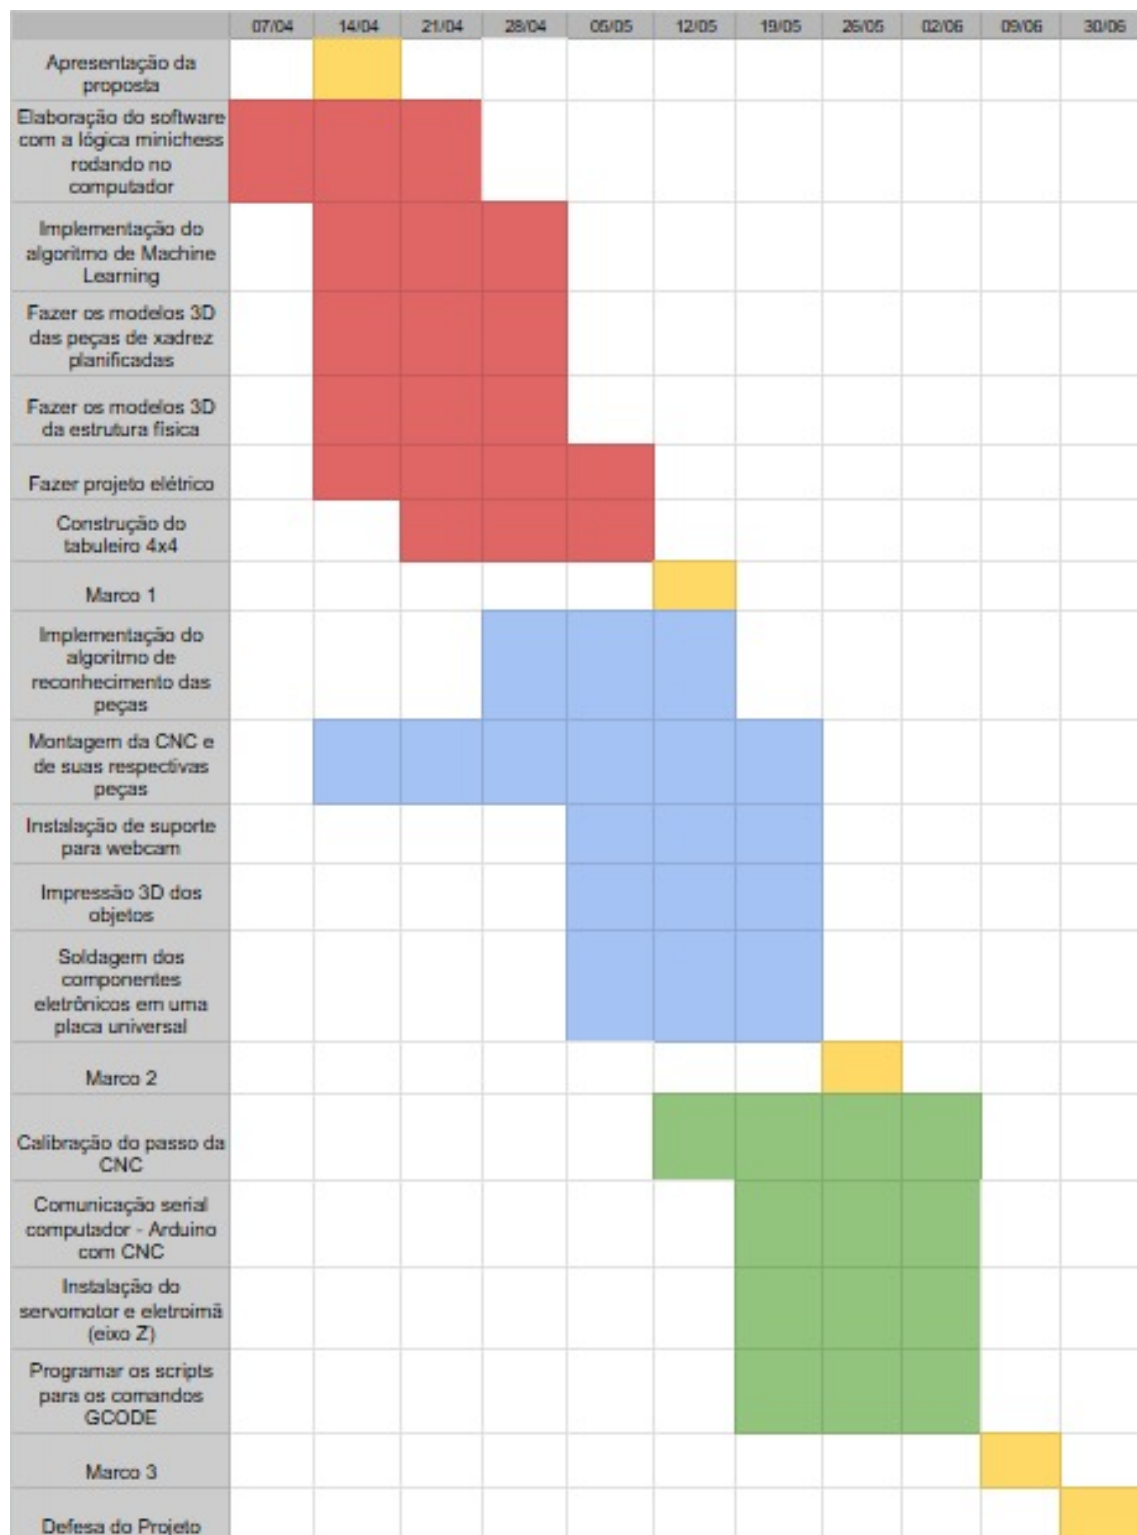 07/04 14/04 21/04 28/04 05/05 12/05 19/05 26/05 02/06 09/06 30/06
Apresentação da
proposta
Elaboração do software
com a lógica minichess
rodando no
computador
Implementação do
algoritmo de Machine
Learning
Fazer os modelos 3D
das peças de xadrez
planificadas
Fazer os modelos 3D
da estrutura física
Fazer projeto elétrico
Construção do
tabuleiro 4x4
Marco 1
Implementação do
algoritmo de
reconhecimento das
peças
Montagem da CNC e
de suas respectivas
peças
Instalação de suporte
para webcam
Impressão 3D dos
objetos
Soldagem dos
componentes
eletrônicos em uma
placa universal
Marco 2
Calibração do passo da
CNC
Comunicação serial
computador - Arduino
com CNC
Instalação do
servomotor e eletroimã
(eixo Z)
Programar os scripts
para os comandos
GCODE
Marco 3
Defesa do Projeto